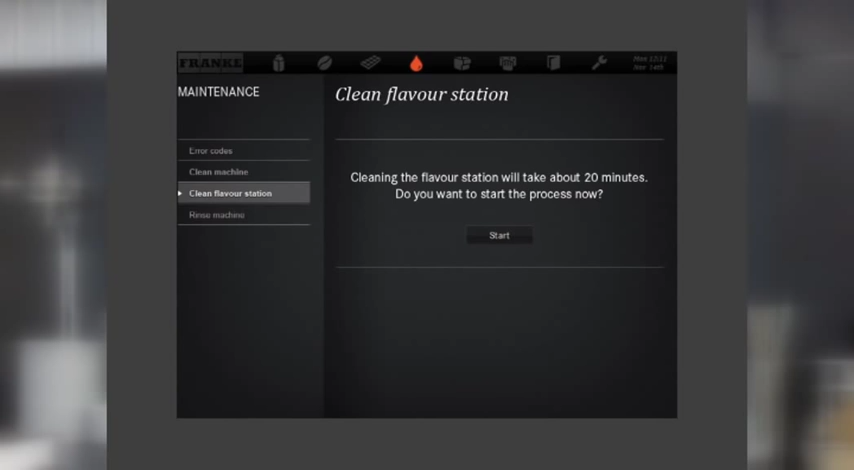 FRANKE
MAINTENANCE
Error codes
Clean machine
Clean flavour station
Rinse machine
Clean flavour station
Cleaning the flavour station will take about 20 minutes.
Do you want to start the process now?
Start